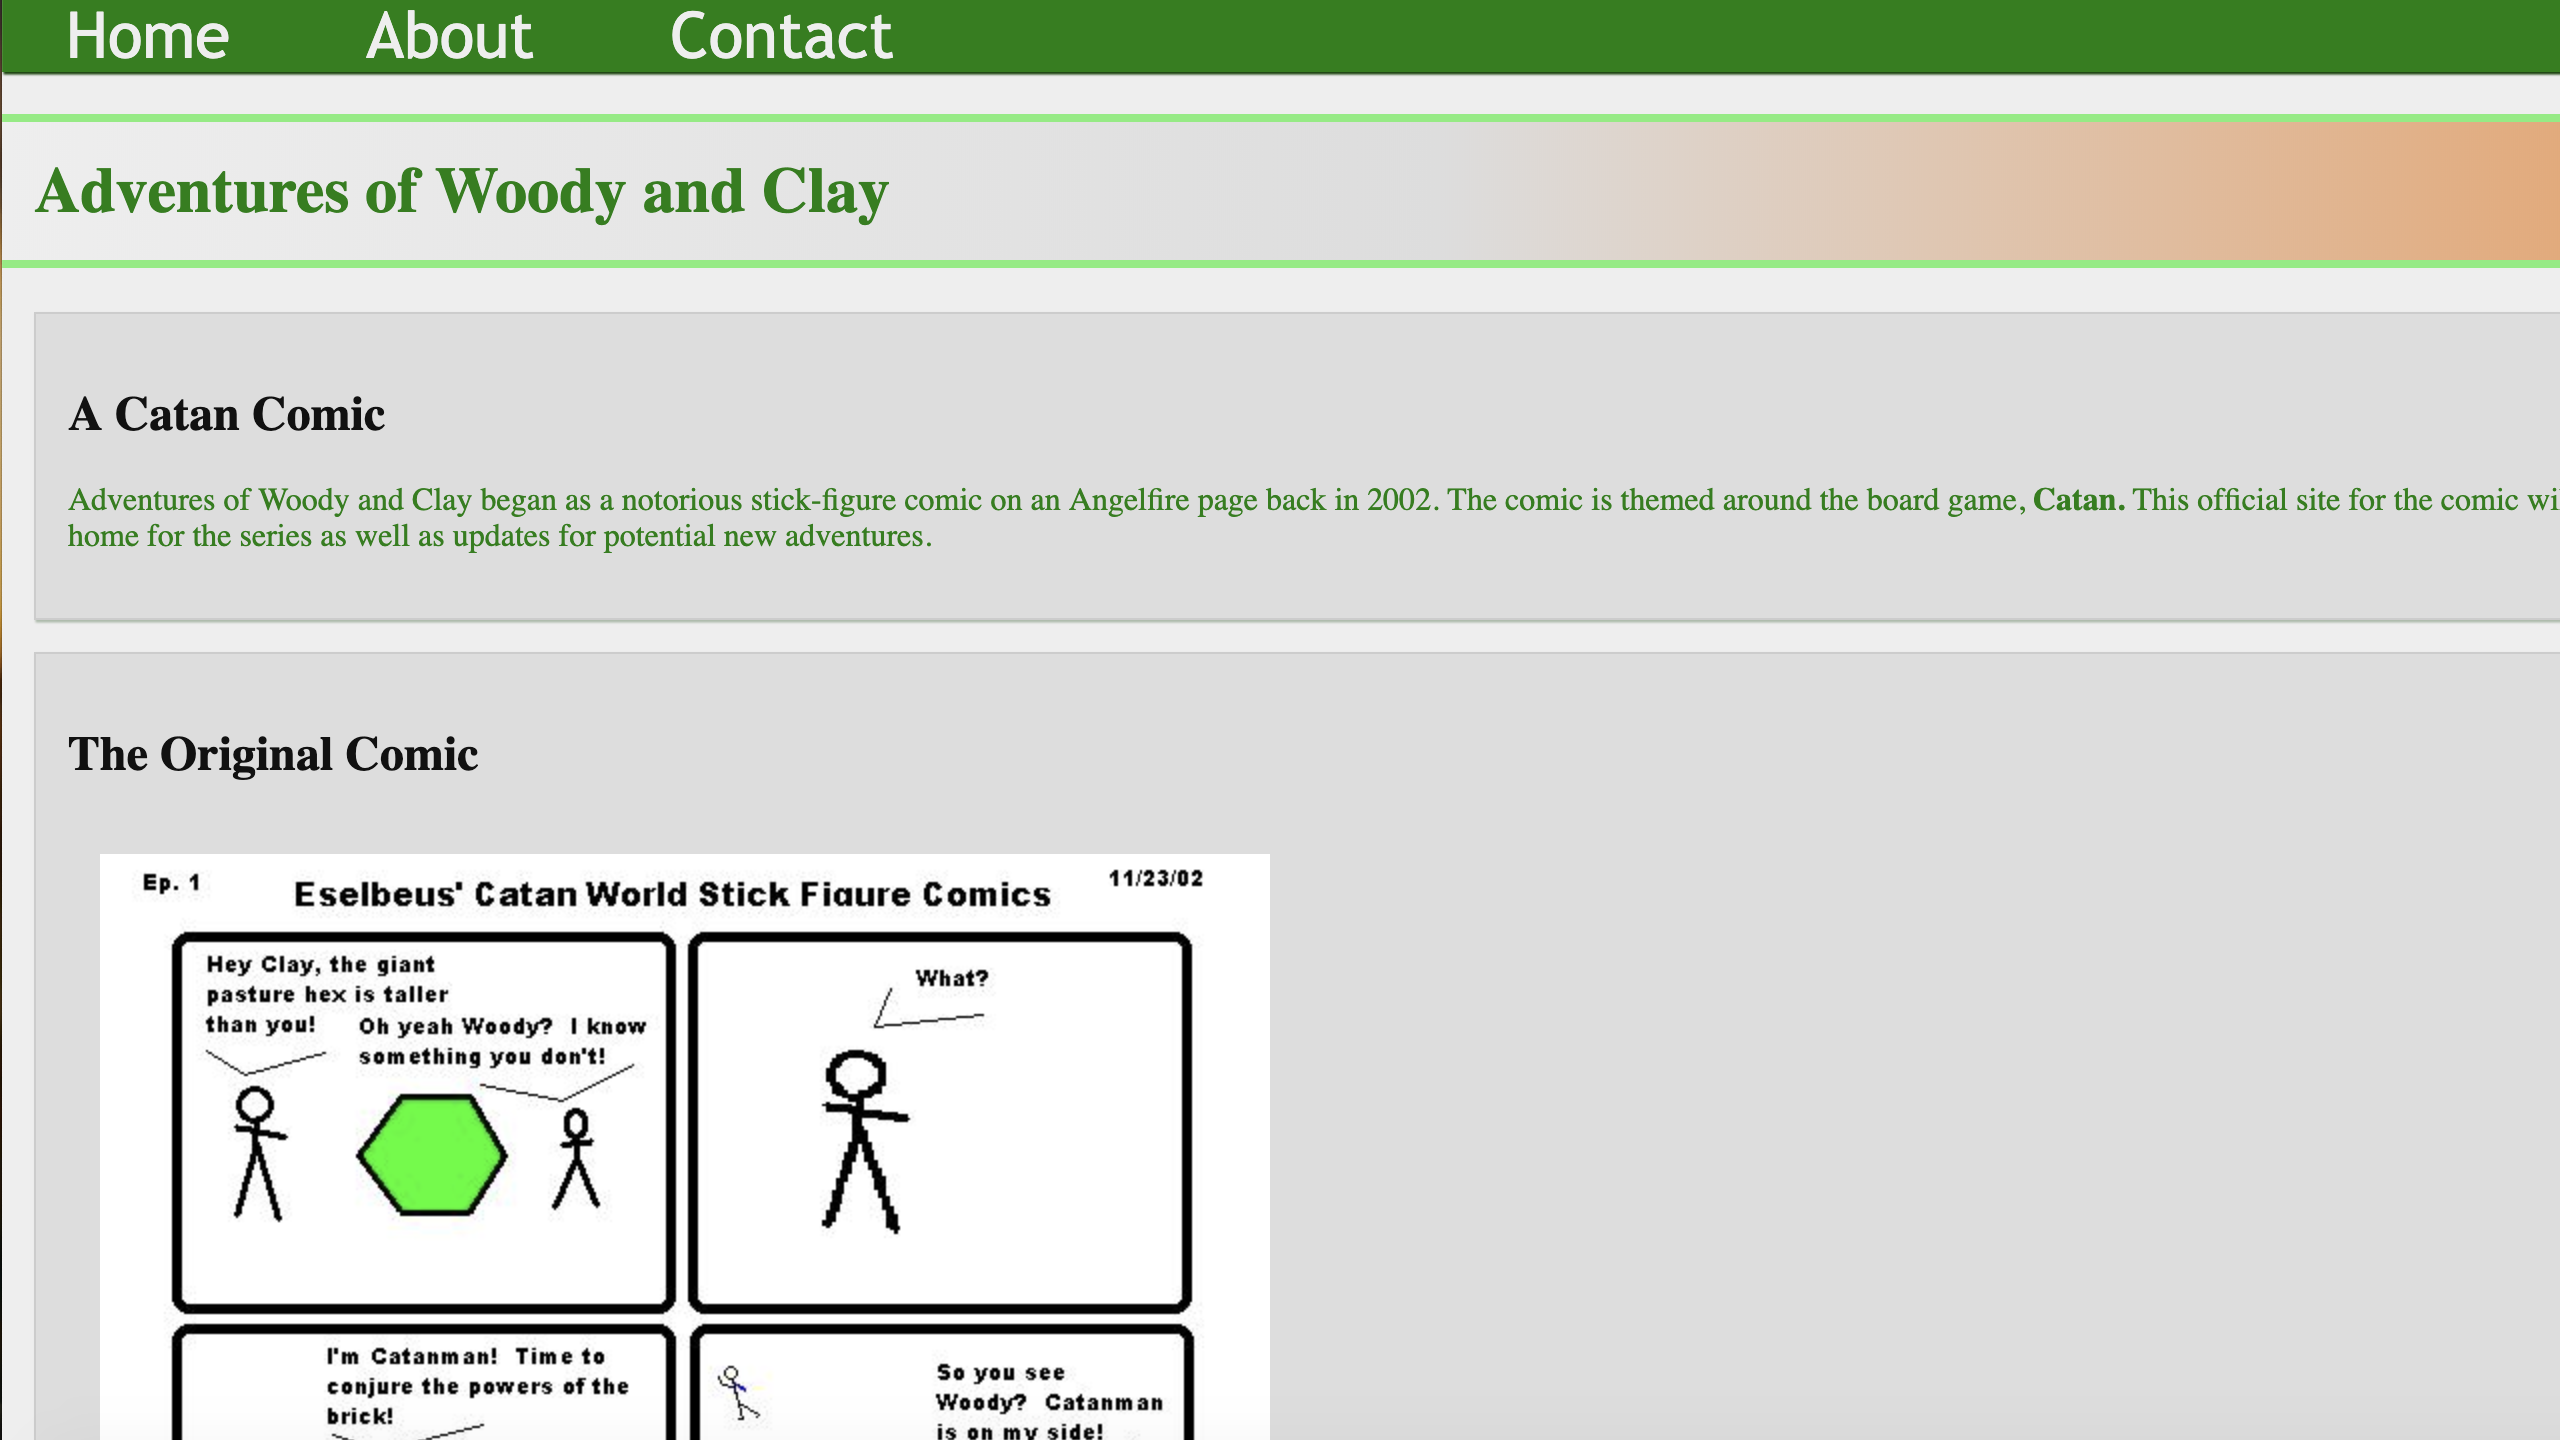 Home About Contact
Adventures of Woody and Clay
A Catan Comic
Adventures of Woody and Clay began as a notorious stick-figure comic on an Angelfire page back in 2002. The comic is themed around the board game, Catan. This official site for the comic
home for the series as well as updates for potential new adventures.
The Original Comic
Ep. 1
Eselbeus' Catan World Stick Figure Comics
11/23/02
Hey Clay, the giant
pasture hex is taller
than you!
Oh yeah Woody? I know
something you don't!
What?
I'm Catanman! Time to
conjure the powers of the
brick!
So you see
Woody? Catanman
is on my side!